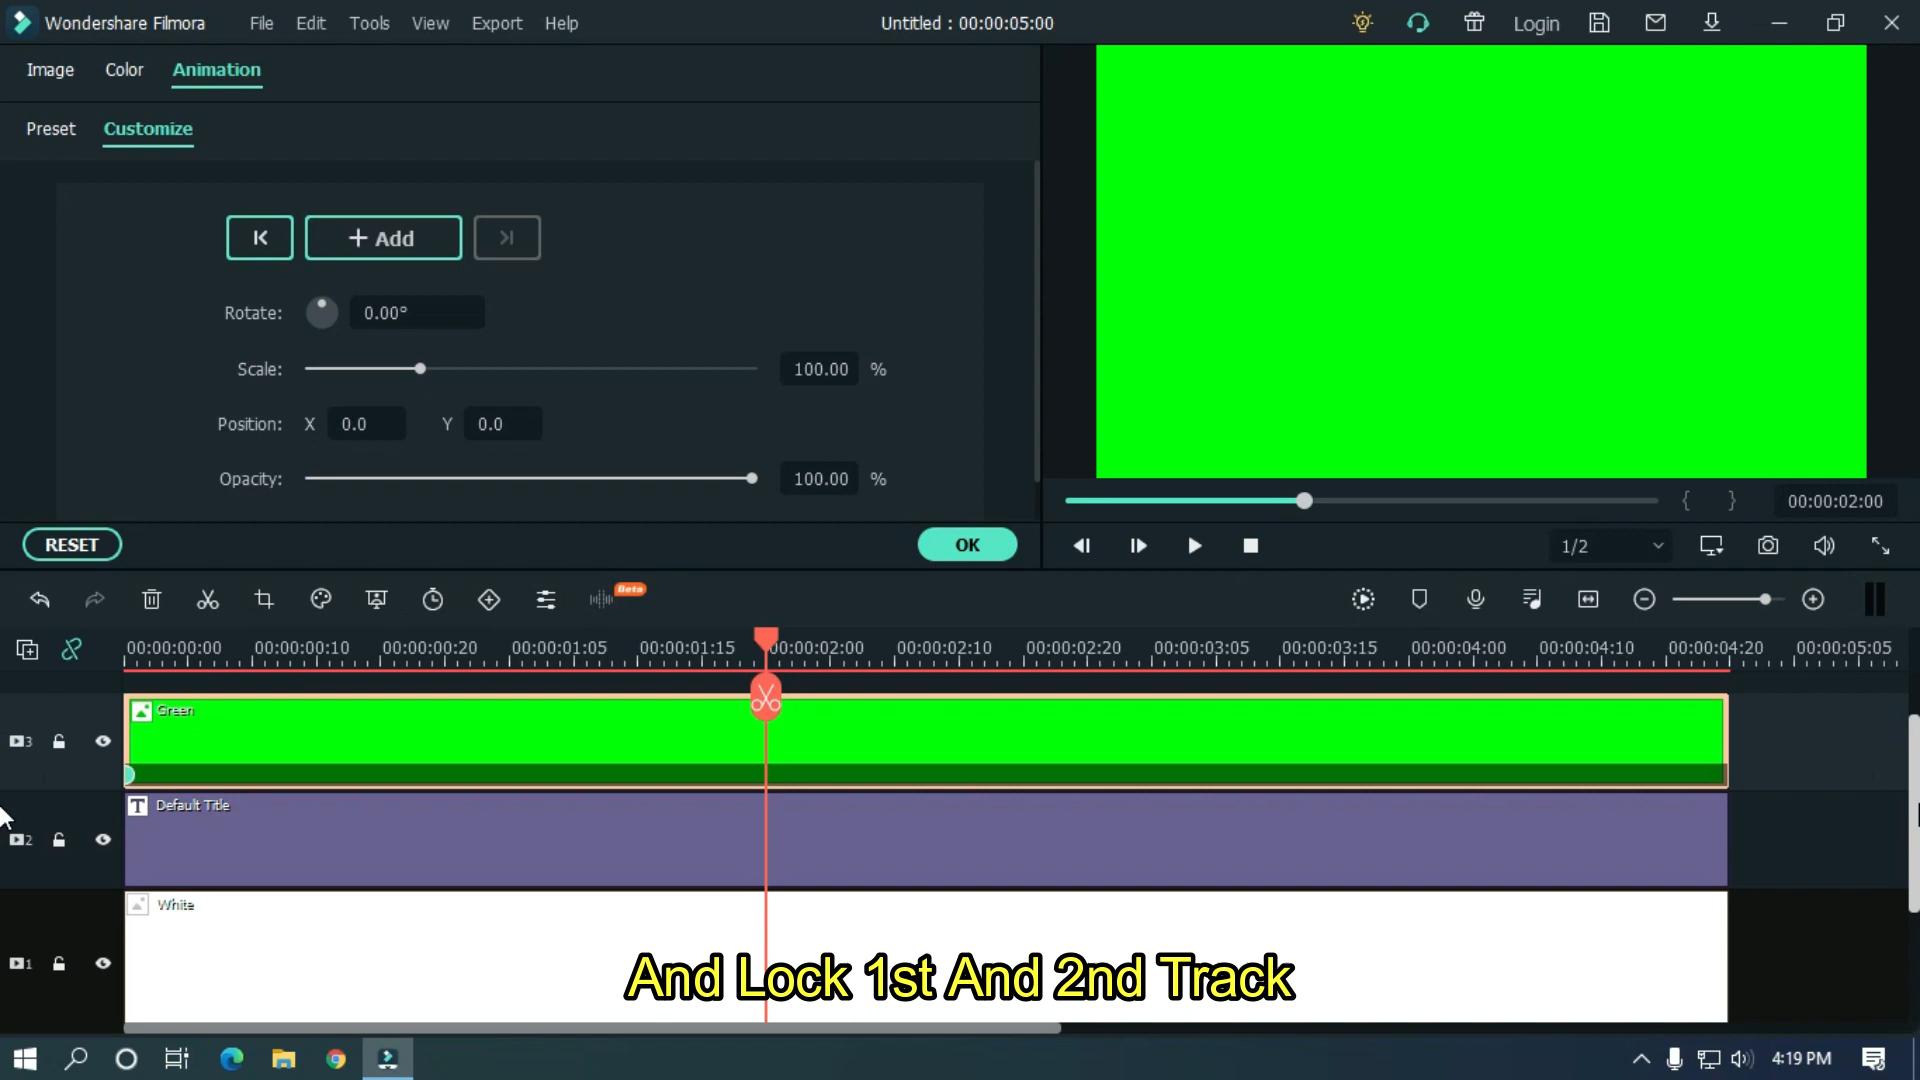 Wondershare Filmora
File Edit Tools View Export Help
Untitled : 00:00:05:00
Login
Image Color Animation
Preset Customize
Add
Rotate: 0.00°
Scale: 100.00 %
Position: X 0.0 Y 0.0
Opacity: 100.00 %
RESET OK
{ } 00:00:02:00
1/2
Beta
00:00:00:00 00:00:00:10 00:00:00:20 00:00:01:05 00:00:01:15 00:00:02:00 00:00:02:10 00:00:02:20 00:00:03:05 00:00:03:15 00:00:04:00 00:00:04:10 00:00:04:20 00:00:05:05
Green
3
T Default Title
2
White
1
And Lock 1st And 2nd Track
4:19 PM